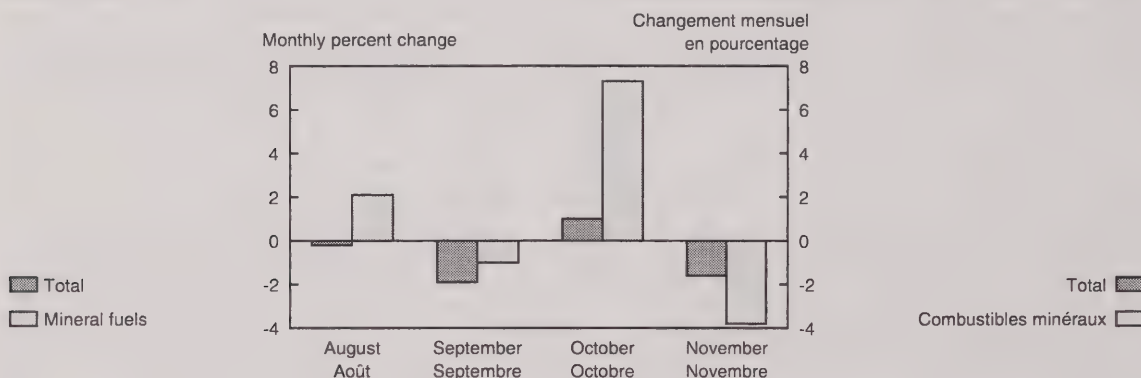 Monthly percent change
Changement mensuel
en pourcentage
8 8
6 6
4 4
2 2
0 0
-2 -2
-4 -4
Total
Mineral fuels
Total
Combustibles minéraux
August September October November
Août Septembre Octobre Novembre